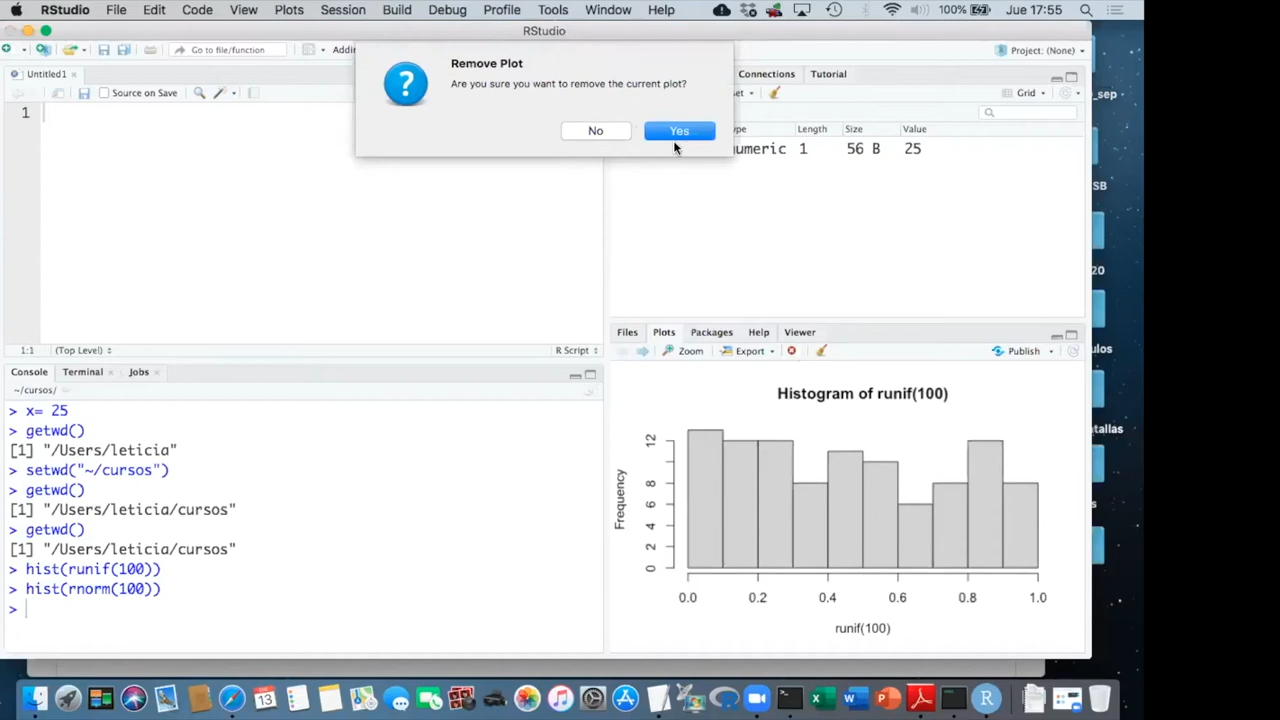 RStudio File Edit Code View Plots Session Build Debug Profile Tools Window Help 100% Jue 17:55
RStudio
Go to file/function
Project: (None)
Remove Plot
Are you sure you want to remove the current plot?
No
Yes
Untitled1
Source on Save
1
1:1 (Top Level) R Script
Connections Tutorial
Grid
Length Size Value
numeric 1 56 B 25
Console Terminal Jobs
~/cursos/
> x= 25
> getwd()
[1] "/Users/leticia"
> setwd("~/cursos")
> getwd()
[1] "/Users/leticia/cursos"
> getwd()
[1] "/Users/leticia/cursos"
> hist(runif(100))
> hist(rnorm(100))
>
Files Plots Packages Help Viewer
Zoom Export Publish
Histogram of runif(100)
Frequency
12
8
6
4
2
0
0.0 0.2 0.4 0.6 0.8 1.0
runif(100)
_sep
SB
20
13